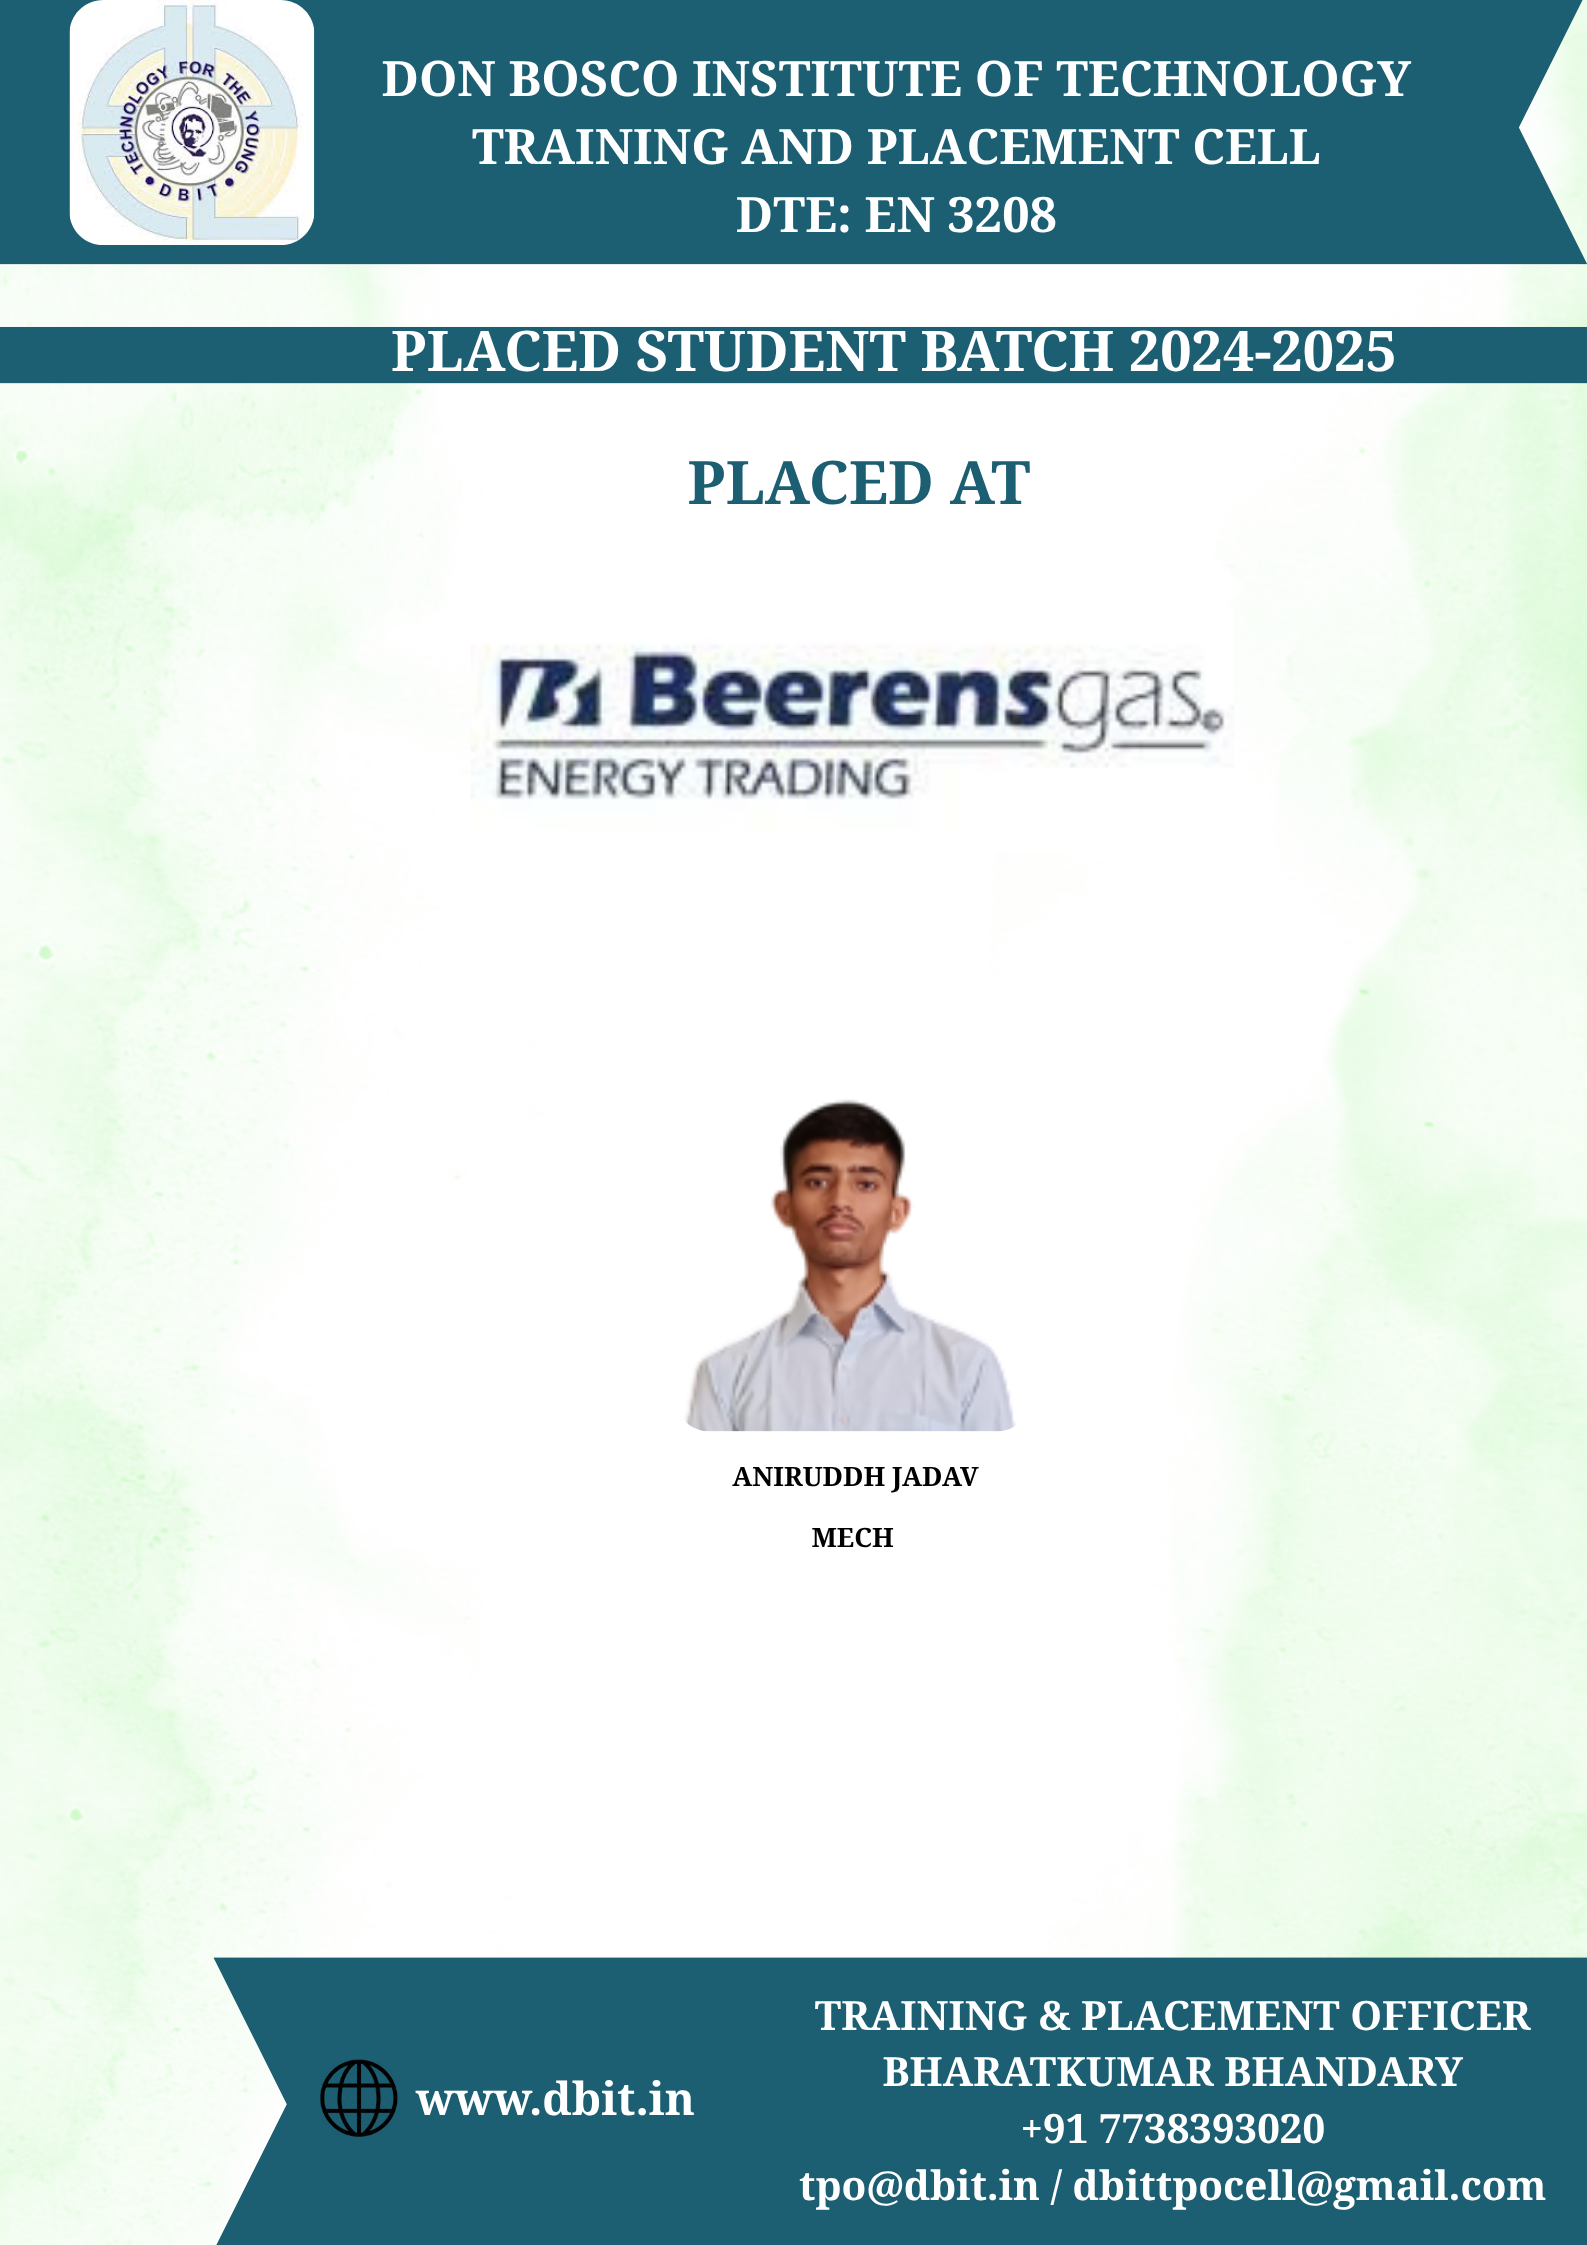 TECHNOLOGY FOR THE YOUNG
• DBIT •
DON BOSCO INSTITUTE OF TECHNOLOGY
TRAINING AND PLACEMENT CELL
DTE: EN 3208
PLACED STUDENT BATCH 2024-2025
PLACED AT
Beerensgas
ENERGY TRADING
ANIRUDDH JADAV
MECH
www.dbit.in
TRAINING & PLACEMENT OFFICER
BHARATKUMAR BHANDARY
+91 7738393020
tpo@dbit.in / dbittpocell@gmail.com